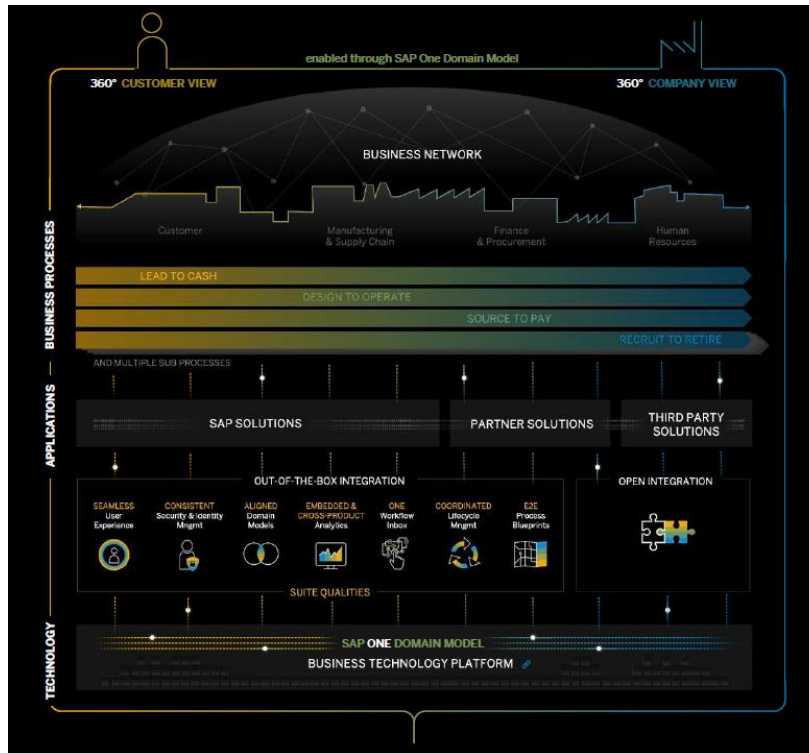 enabled through SAP One Domain Model
360° CUSTOMER VIEW
360° COMPANY VIEW
BUSINESS NETWORK
BUSINESS PROCESSES
Customer
Manufacturing
& Supply Chain
Finance
& Procurement
Human
Resources
LEAD TO CASH
DESIGN TO OPERATE
SOURCE TO PAY
RECRUIT TO RETIRE
AND MULTIPLE SUB PROCESSES
APPLICATIONS
SAP SOLUTIONS
PARTNER SOLUTIONS
THIRD PARTY
SOLUTIONS
OUT-OF-THE-BOX INTEGRATION
SEAMLESS
User
Experience
CONSISTENT
Security & Identity
Mngmt
ALIGNED
Domain
Models
EMBEDDED &
CROSS-PRODUCT
Analytics
ONE
Workflow
Inbox
COORDINATED
Lifecycle
Mngmt
E2E
Process
Blueprints
SUITE QUALITIES
OPEN INTEGRATION
TECHNOLOGY
SAP ONE DOMAIN MODEL
BUSINESS TECHNOLOGY PLATFORM